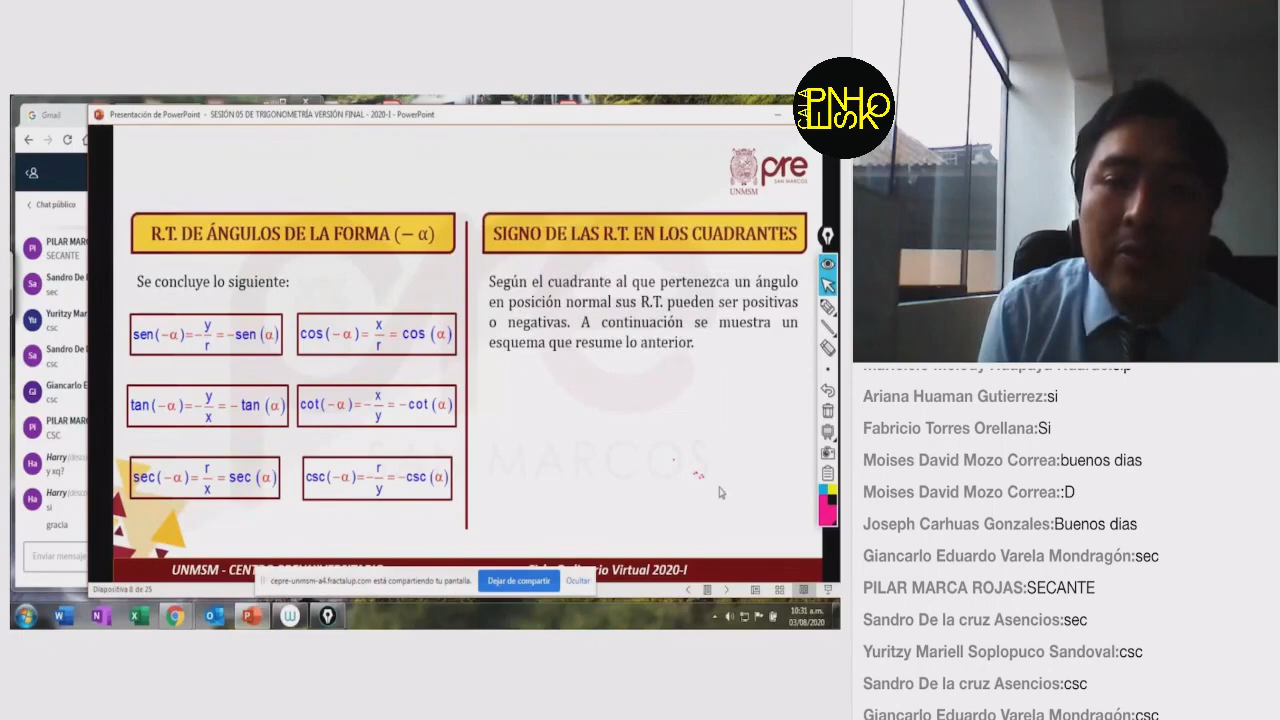 Gmail
Presentación de PowerPoint - SESIÓN 05 DE TRIGONOMETRÍA VERSIÓN FINAL - 2020-I - PowerPoint
Chat público
PILAR MAR
SECANTE
Sandro De
sec
Yuritzy Mar
csc
Sandro De
csc
Giancarlo E
csc
PILAR MAR
CSC
Harry
y xq?
Harry
si
gracia
Enviar mensaje
pre
SAN MARCOS
UNMSM
R.T. DE ÁNGULOS DE LA FORMA (− α)
Se concluye lo siguiente:
sen(−α)=−y/r=−sen (α)
cos(−α)=x/r= cos (α)
tan(−α)=−y/x=−tan (α)
cot(−α)=−x/y=−cot (α)
sec(−α)=r/x= sec (α)
csc(−α)=−r/y=−csc (α)
SIGNO DE LAS R.T. EN LOS CUADRANTES
Según el cuadrante al que pertenezca un ángulo
en posición normal sus R.T. pueden ser positivas
o negativas. A continuación se muestra un
esquema que resume lo anterior.
MARCOS
UNMSM - CEN
Virtual 2020-I
cepre-unmsm-a4.fractalup.com está compartiendo tu pantalla.
Dejar de compartir
Ocultar
Diapositiva 8 de 25
10:31 a.m.
03/08/2020
Ariana Huaman Gutierrez:si
Fabricio Torres Orellana:Si
Moises David Mozo Correa:buenos dias
Moises David Mozo Correa::D
Joseph Carhuas Gonzales:Buenos dias
Giancarlo Eduardo Varela Mondragón:sec
PILAR MARCA ROJAS:SECANTE
Sandro De la cruz Asencios:sec
Yuritzy Mariell Soplopuco Sandoval:csc
Sandro De la cruz Asencios:csc
Giancarlo Eduardo Varela Mondragón:csc